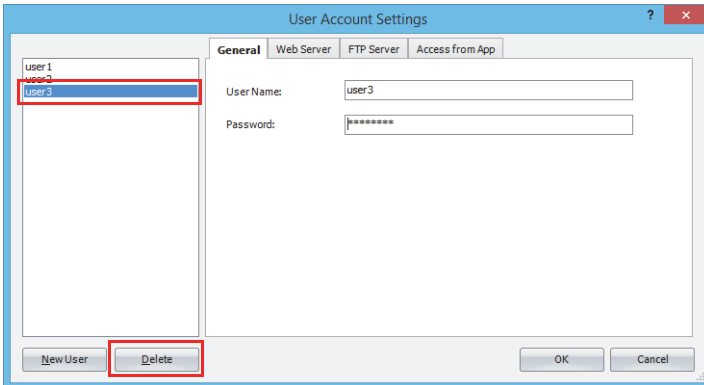 User Account Settings
?
General Web Server FTP Server Access from App
user1
user2
user3
User Name: user3
Password: ********
New User Delete OK Cancel